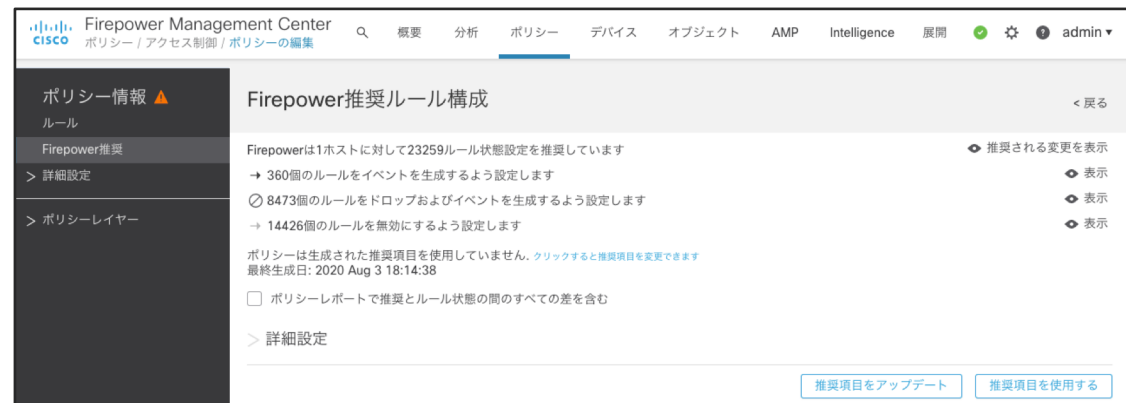 Firepower Management Center
CISCO
ポリシー / アクセス制御 / ポリシーの編集
概要 分析 ポリシー デバイス オブジェクト AMP Intelligence 展開 admin
ポリシー情報
ルール
Firepower推奨
> 詳細設定
> ポリシーレイヤー
Firepower推奨ルール構成
< 戻る
Firepowerは1ホストに対して23259ルール状態設定を推奨しています 推奨される変更を表示
→ 360個のルールをイベントを生成するよう設定します 表示
8473個のルールをドロップおよびイベントを生成するよう設定します 表示
→ 14426個のルールを無効にするよう設定します 表示
ポリシーは生成された推奨項目を使用していません. クリックすると推奨項目を変更できます
最終生成日: 2020 Aug 3 18:14:38
ポリシーレポートで推奨とルール状態の間のすべての差を含む
> 詳細設定
推奨項目をアップデート 推奨項目を使用する